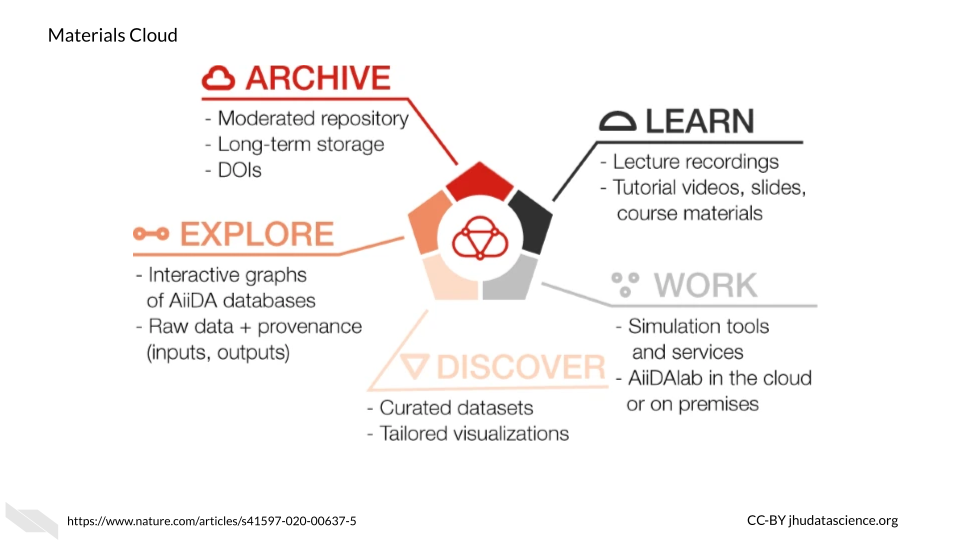 Materials Cloud
ARCHIVE
- Moderated repository
- Long-term storage
- DOIs
LEARN
- Lecture recordings
- Tutorial videos, slides,
course materials
EXPLORE
- Interactive graphs
of AiiDA databases
- Raw data + provenance
(inputs, outputs)
WORK
- Simulation tools
and services
- AiiDAlab in the cloud
or on premises
DISCOVER
- Curated datasets
- Tailored visualizations
https://www.nature.com/articles/s41597-020-00637-5
CC-BY jhudatascience.org